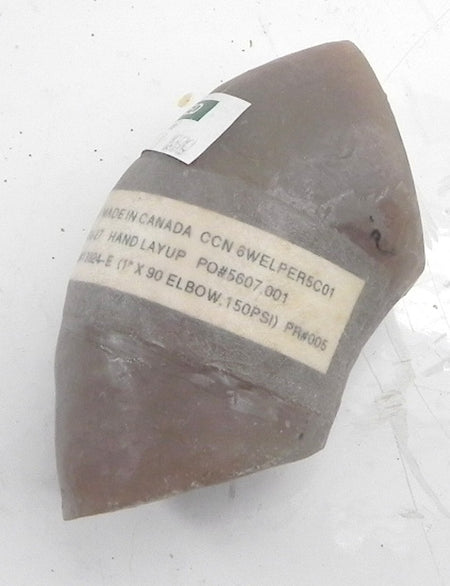 MADE IN CANADA CCN 6WELPER5C01
HAND LAYUP PO#5607.001
(1" X 90 ELBOW,150PSI) PR#005